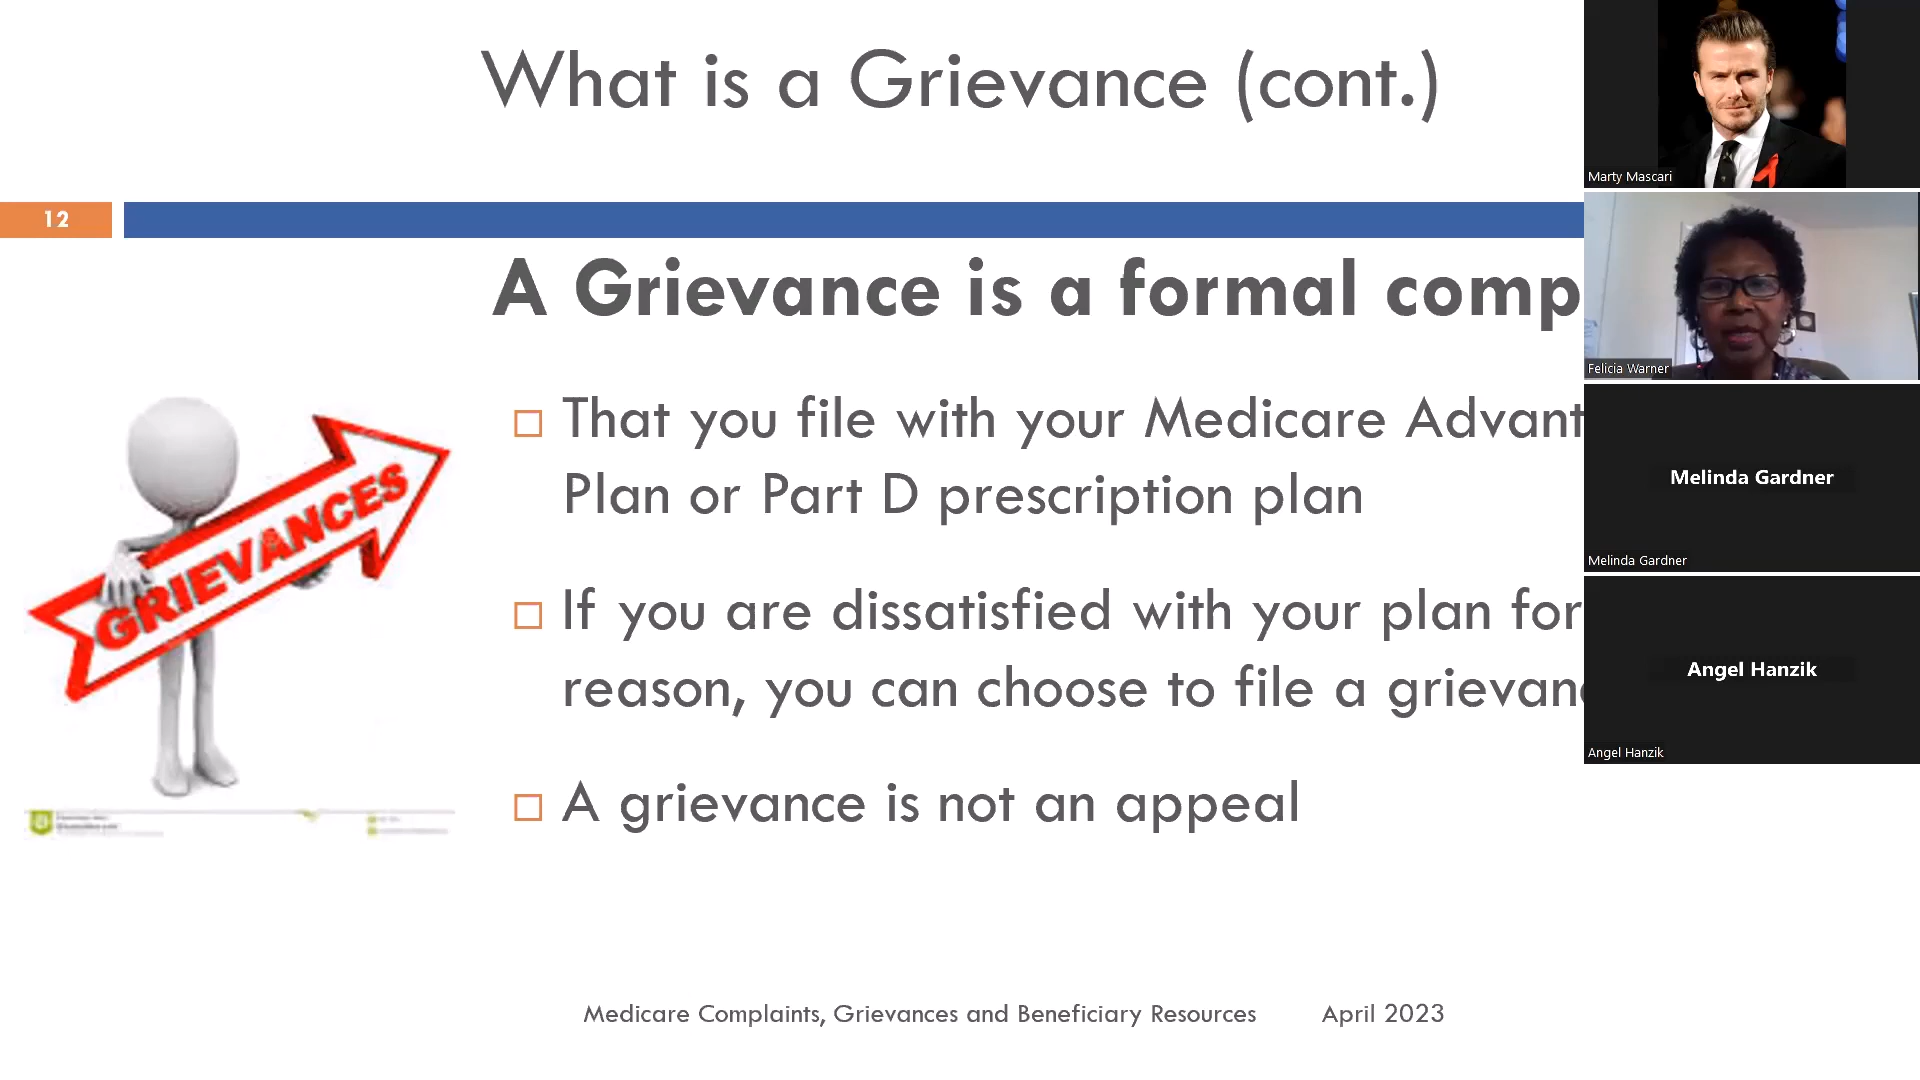 What is a Grievance (cont.)
12
A Grievance is a formal comp
GRIEVANCES
That you file with your Medicare Advant
Plan or Part D prescription plan
If you are dissatisfied with your plan for
reason, you can choose to file a grievanc
A grievance is not an appeal
Medicare Complaints, Grievances and Beneficiary Resources April 2023
Marty Mascari
Felicia Warner
Melinda Gardner
Melinda Gardner
Angel Hanzik
Angel Hanzik